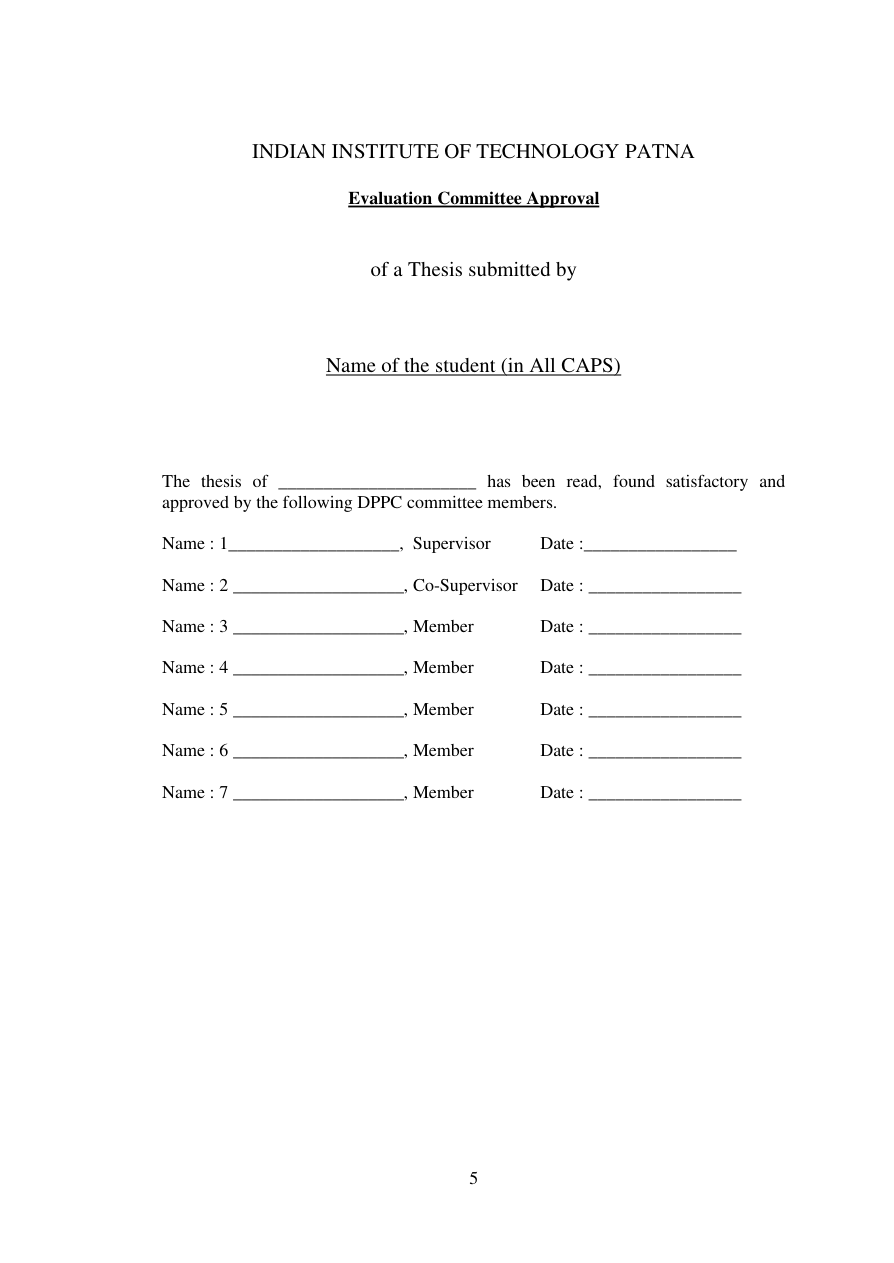 INDIAN INSTITUTE OF TECHNOLOGY PATNA
Evaluation Committee Approval
of a Thesis submitted by
Name of the student (in All CAPS)
The thesis of ______________________ has been read, found satisfactory and
approved by the following DPPC committee members.
Name : 1___________________, Supervisor Date :_________________
Name : 2 ___________________, Co-Supervisor Date : _________________
Name : 3 ___________________, Member Date : _________________
Name : 4 ___________________, Member Date : _________________
Name : 5 ___________________, Member Date : _________________
Name : 6 ___________________, Member Date : _________________
Name : 7 ___________________, Member Date : _________________
5